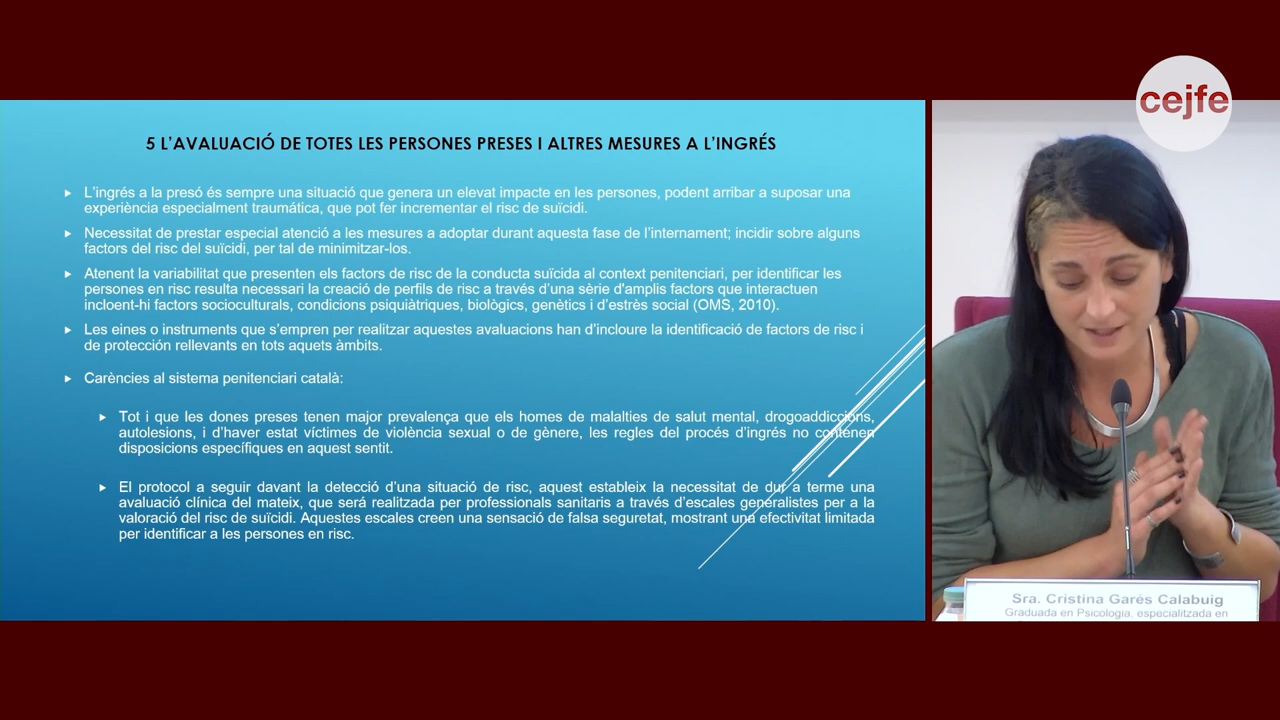 cejfe
5 L'AVALUACIÓ DE TOTES LES PERSONES PRESES I ALTRES MESURES A L'INGRÉS
L'ingrés a la presó és sempre una situació que genera un elevat impacte en les persones, podent arribar a suposar una
experiència especialment traumática, que pot fer incrementar el risc de suïcidi.
Necessitat de prestar especial atenció a les mesures a adoptar durant aquesta fase de l'internament; incidir sobre alguns
factors del risc del suïcidi, per tal de minimitzar-los.
Atenent la variabilitat que presenten els factors de risc de la conducta suïcida al context penitenciari, per identificar les
persones en risc resulta necessari la creació de perfils de risc a través d'una sèrie d'amplis factors que interactuen
incloent-hi factors socioculturals, condicions psiquiàtriques, biològics, genètics i d'estrès social (OMS, 2010).
Les eines o instruments que s'empren per realitzar aquestes avaluacions han d'incloure la identificació de factors de risc i
de protección rellevants en tots aquets àmbits.
Carències al sistema penitenciari català:
Tot i que les dones preses tenen major prevalença que els homes de malalties de salut mental, drogoaddiccions,
autolesions, i d'haver estat víctimes de violència sexual o de gènere, les regles del procés d'ingrés no contenen
disposicions específiques en aquest sentit.
El protocol a seguir davant la detecció d'una situació de risc, aquest estableix la necessitat de dur a terme una
avaluació clínica del mateix, que será realitzada per professionals sanitaris a través d'escales generalistes per a la
valoració del risc de suïcidi. Aquestes escales creen una sensació de falsa seguretat, mostrant una efectivitat limitada
per identificar a les persones en risc.
Sra. Cristina Garés Calabuig
Graduada en Psicologia, especialitzada en